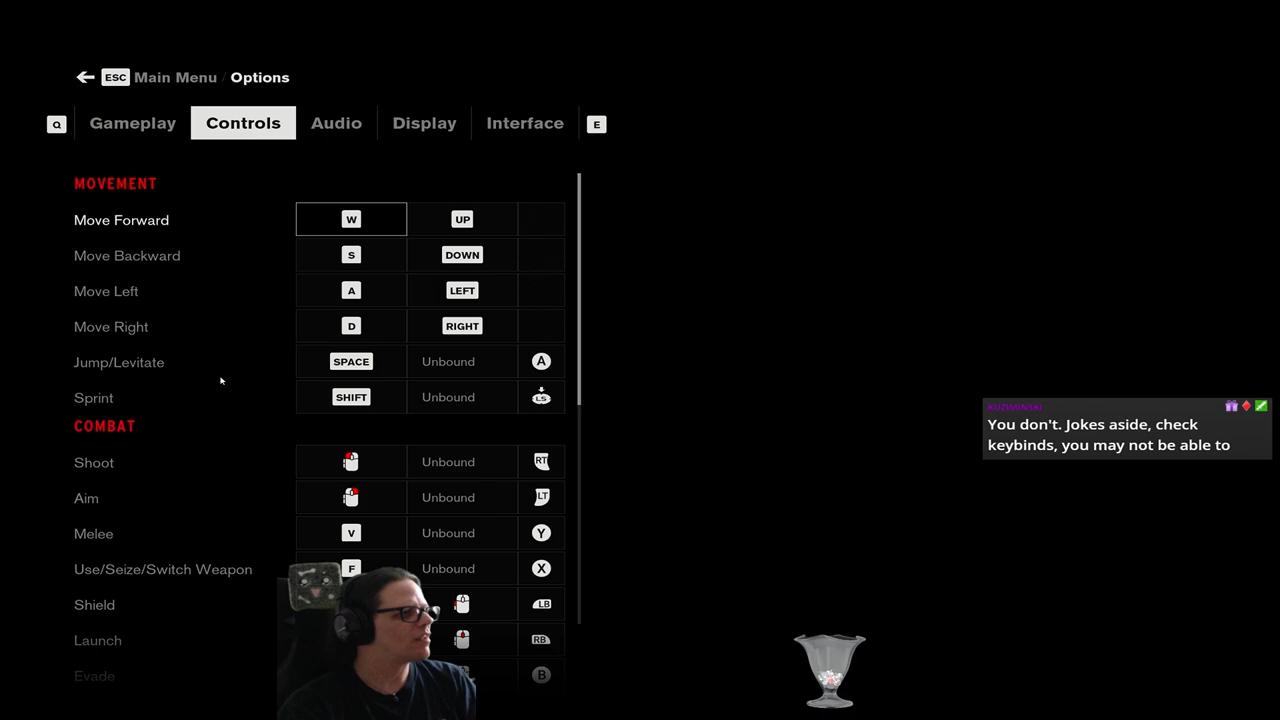 ESC Main Menu / Options
Q Gameplay Controls Audio Display Interface E
MOVEMENT
Move Forward W UP
Move Backward S DOWN
Move Left A LEFT
Move Right D RIGHT
Jump/Levitate SPACE Unbound A
Sprint SHIFT Unbound LS
COMBAT
Shoot Unbound RT
Aim Unbound LT
Melee V Unbound Y
Use/Seize/Switch Weapon F Unbound X
Shield LB
Launch RB
Evade B
KUZIMINSKI
You don't. Jokes aside, check
keybinds, you may not be able to